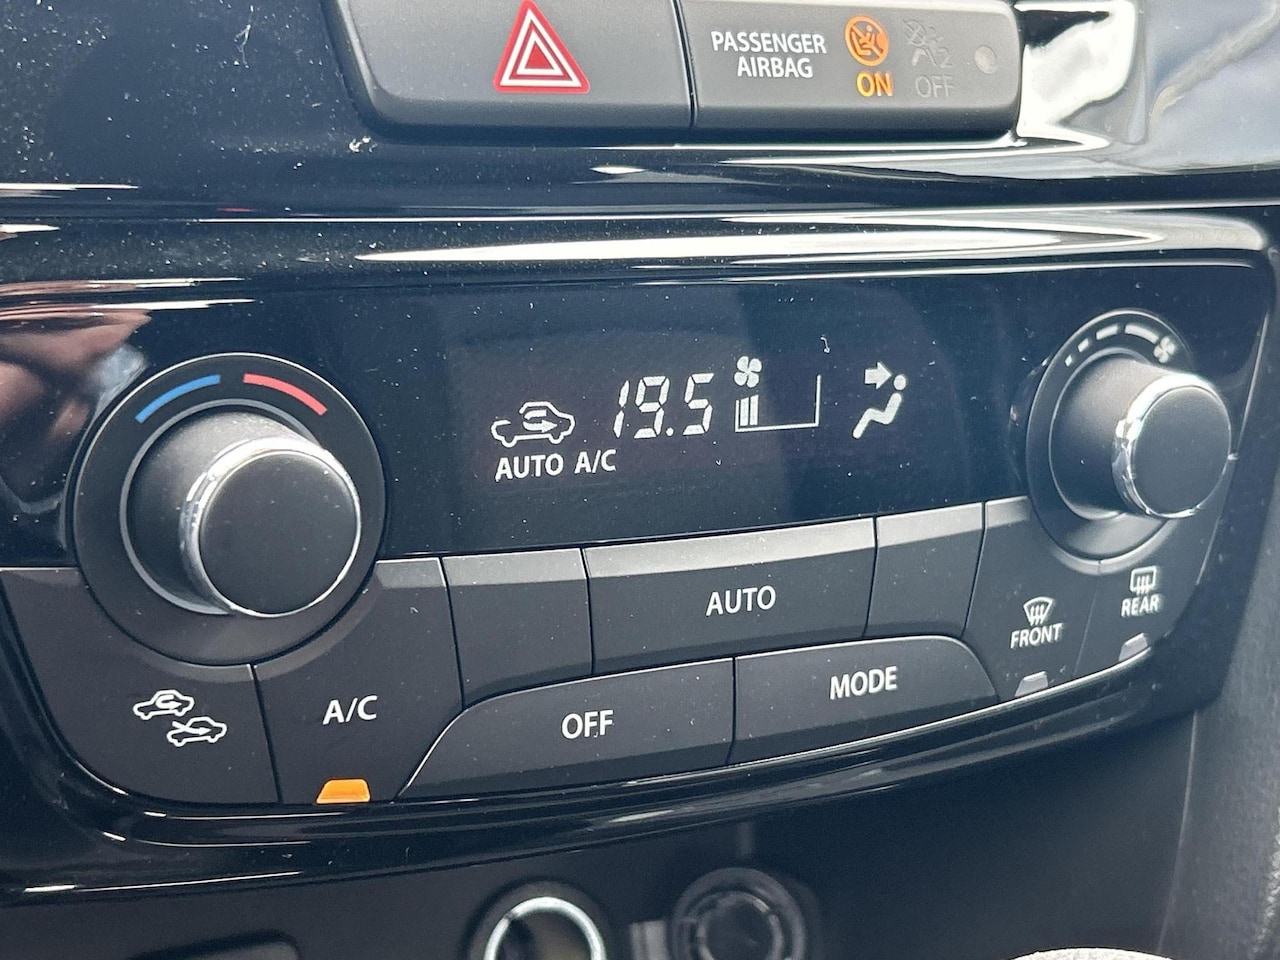 PASSENGER
AIRBAG
ON
OFF
19.5
AUTO A/C
AUTO
FRONT
REAR
A/C
OFF
MODE